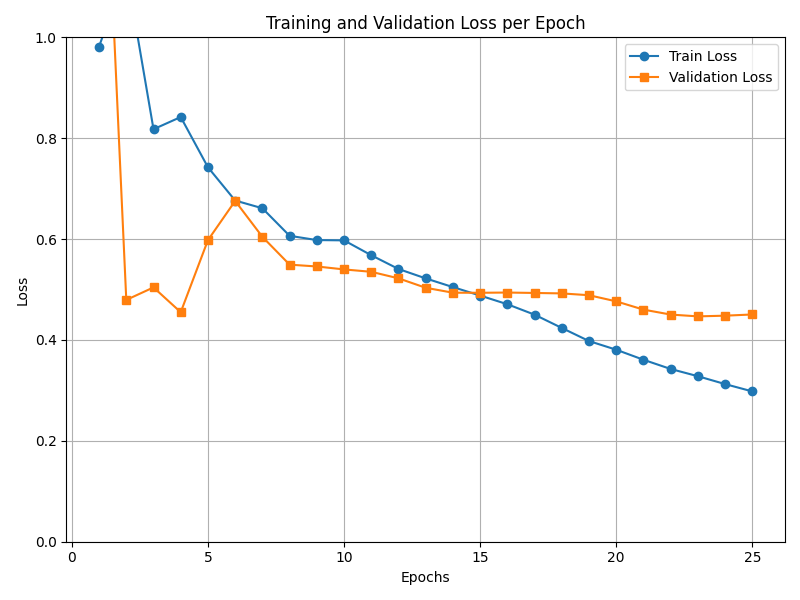 Training and Validation Loss per Epoch
Train Loss
Validation Loss
Loss
1.0
0.8
0.6
0.4
0.2
0.0
0 5 10 15 20 25
Epochs